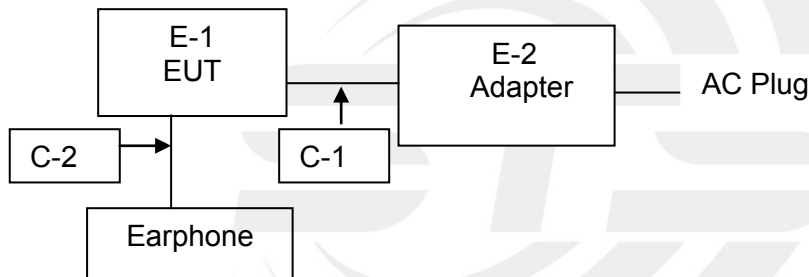 E-1
EUT
E-2
Adapter
AC Plug
C-2
C-1
Earphone